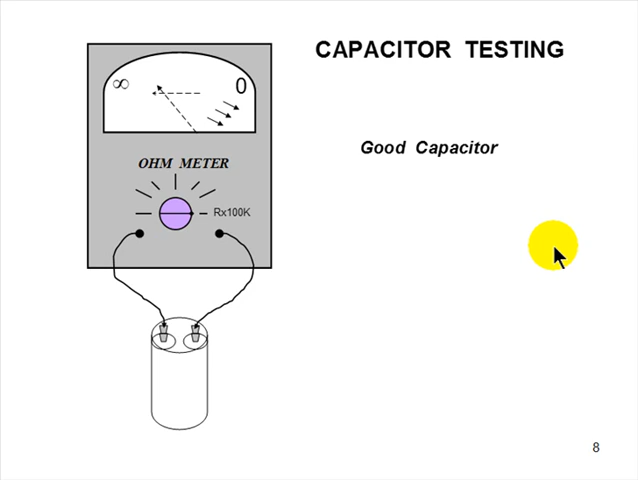 CAPACITOR TESTING
∞ 0
Good Capacitor
OHM METER
Rx100K
8